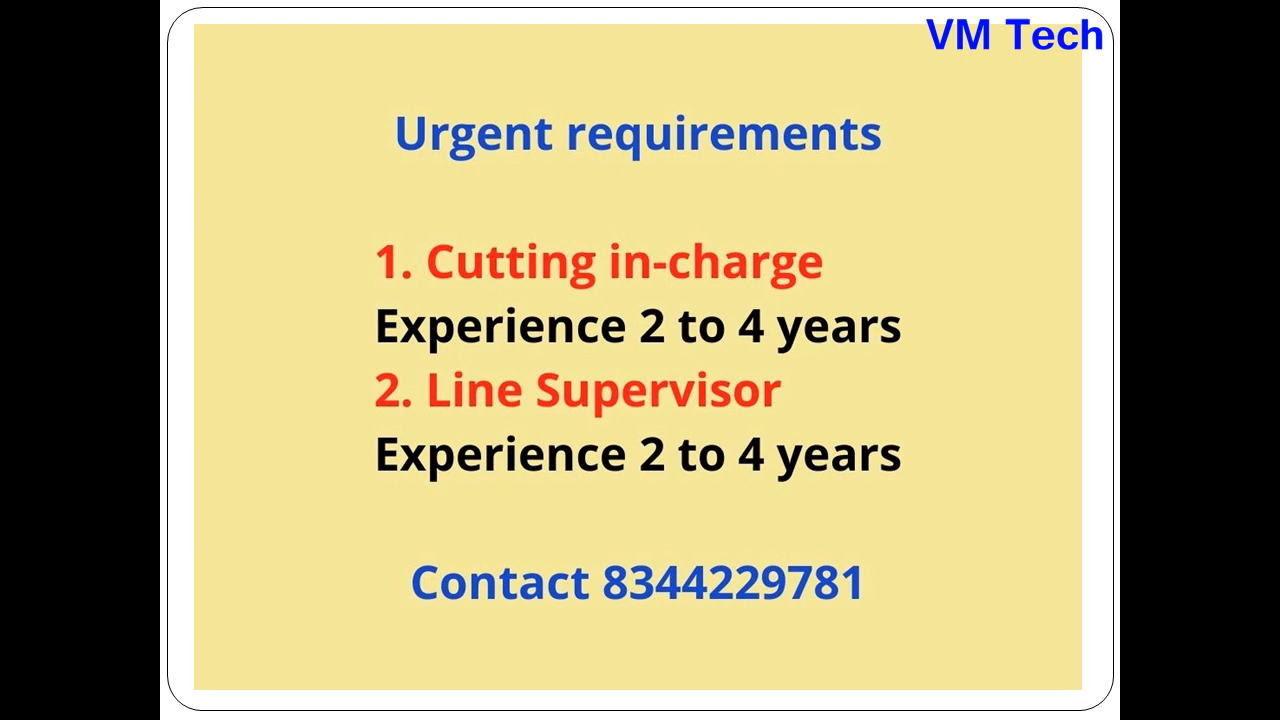 VM Tech
Urgent requirements
1. Cutting in-charge
Experience 2 to 4 years
2. Line Supervisor
Experience 2 to 4 years
Contact 8344229781